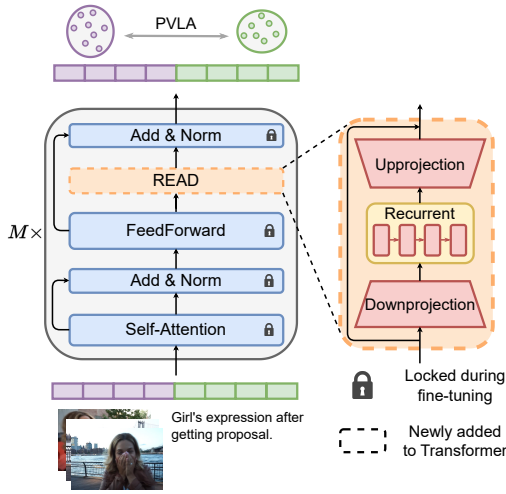 PVLA
Add & Norm
READ
M×
FeedForward
Add & Norm
Self-Attention
Girl's expression after
getting proposal.
Upprojection
Recurrent
Downprojection
Locked during
fine-tuning
Newly added
to Transformer